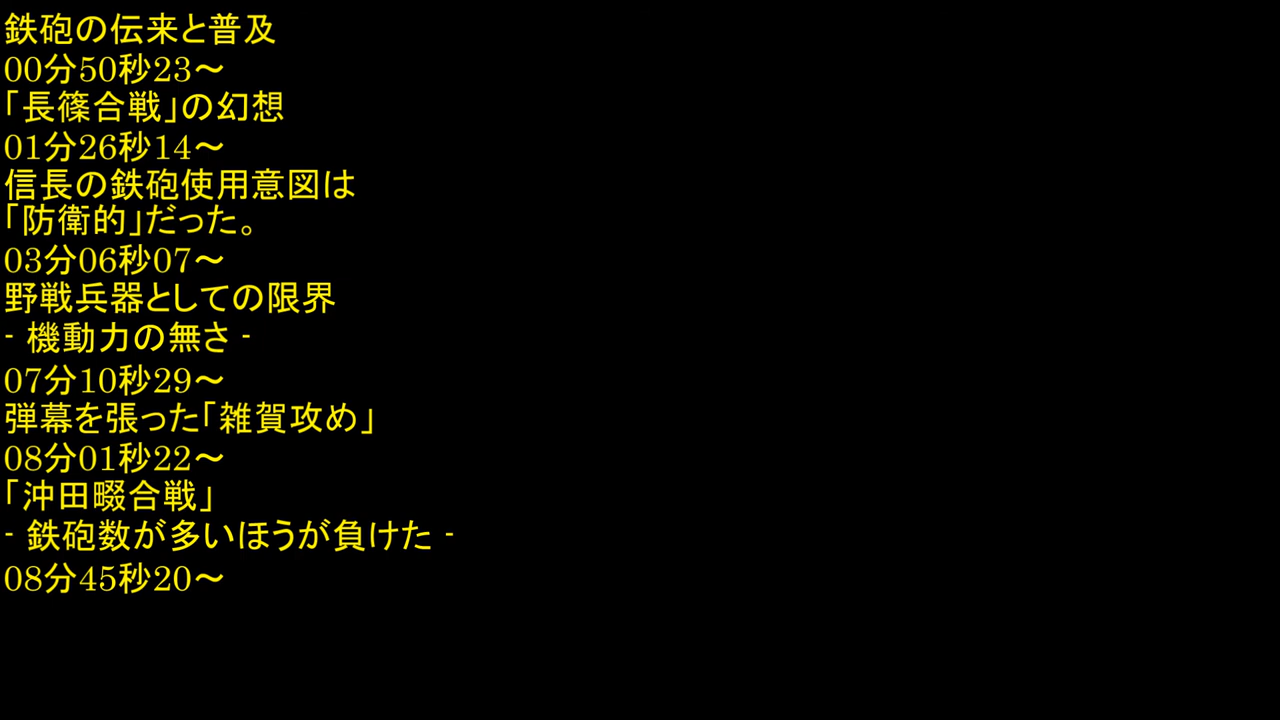 鉄砲の伝来と普及
00分50秒23～
「長篠合戦」の幻想
01分26秒14～
信長の鉄砲使用意図は
「防衛的」だった。
03分06秒07～
野戦兵器としての限界
- 機動力の無さ -
07分10秒29～
弾幕を張った「雑賀攻め」
08分01秒22～
「沖田畷合戦」
- 鉄砲数が多いほうが負けた -
08分45秒20～